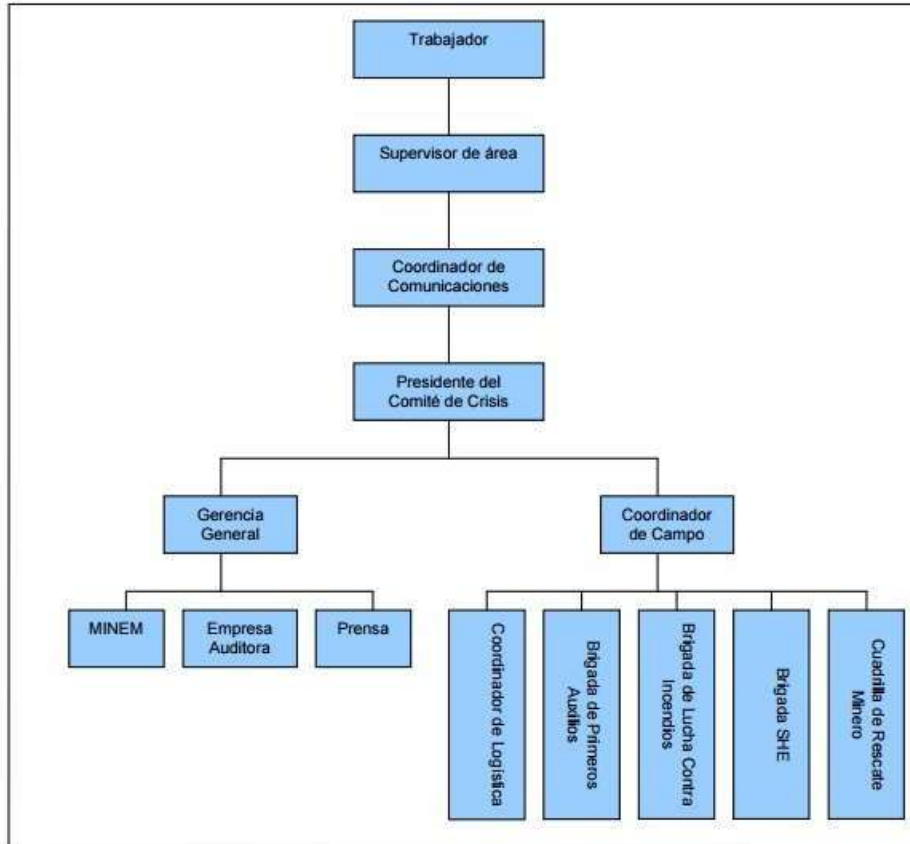 Trabajador
Supervisor de área
Coordinador de
Comunicaciones
Presidente del
Comité de Crisis
Gerencia
General
Coordinador
de Campo
MINEM
Empresa
Auditora
Prensa
Coordinador de Logística
Brigada de Primeros
Auxilios
Brigada de Lucha Contra
Incendios
Brigada SHE
Cuadrilla de Rescate
Minero